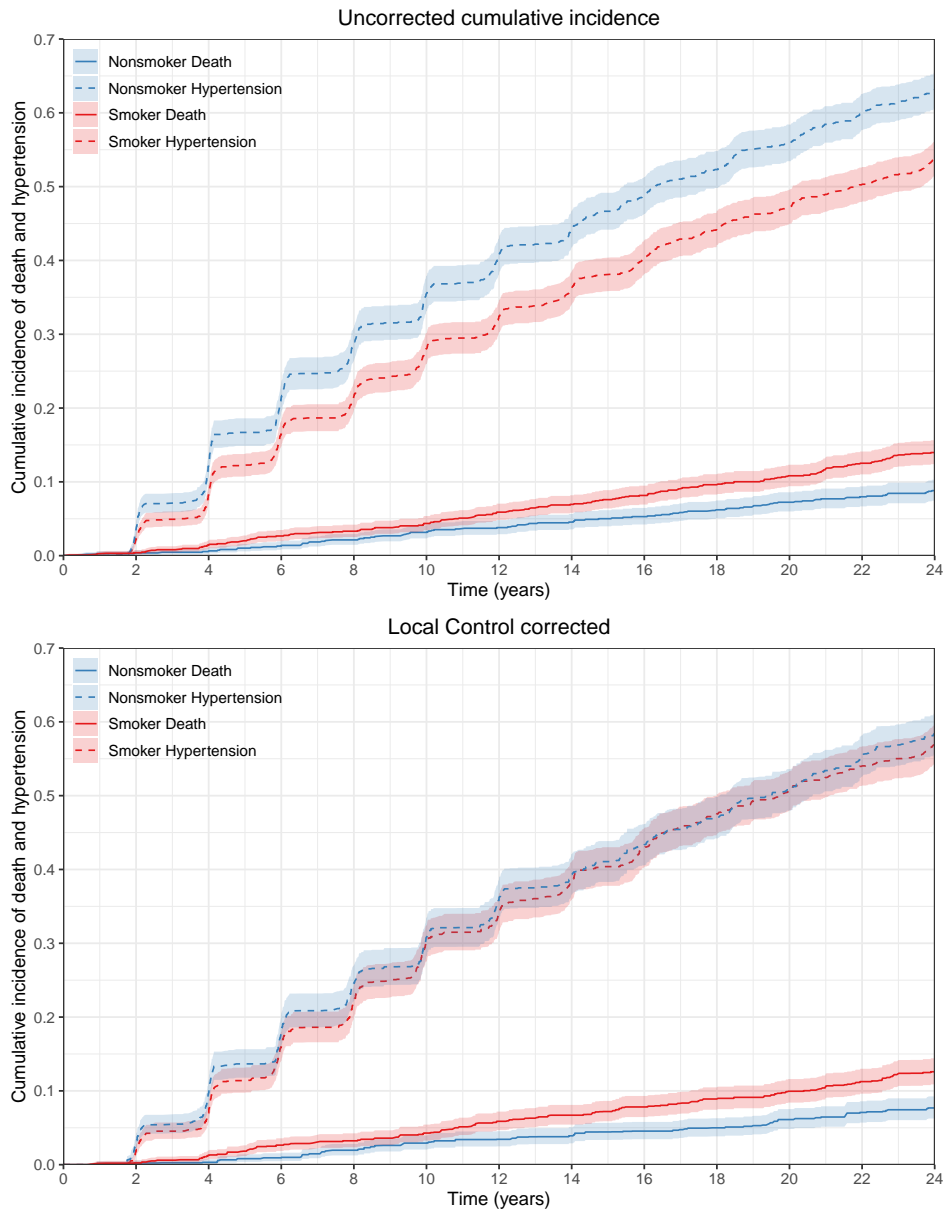 Uncorrected cumulative incidence
Cumulative incidence of death and hypertension
0.7
0.6
0.5
0.4
0.3
0.2
0.1
0.0
Nonsmoker Death
Nonsmoker Hypertension
Smoker Death
Smoker Hypertension
0 2 4 6 8 10 12 14 16 18 20 22 24
Time (years)
Local Control corrected
Cumulative incidence of death and hypertension
0.7
0.6
0.5
0.4
0.3
0.2
0.1
0.0
Nonsmoker Death
Nonsmoker Hypertension
Smoker Death
Smoker Hypertension
0 2 4 6 8 10 12 14 16 18 20 22 24
Time (years)